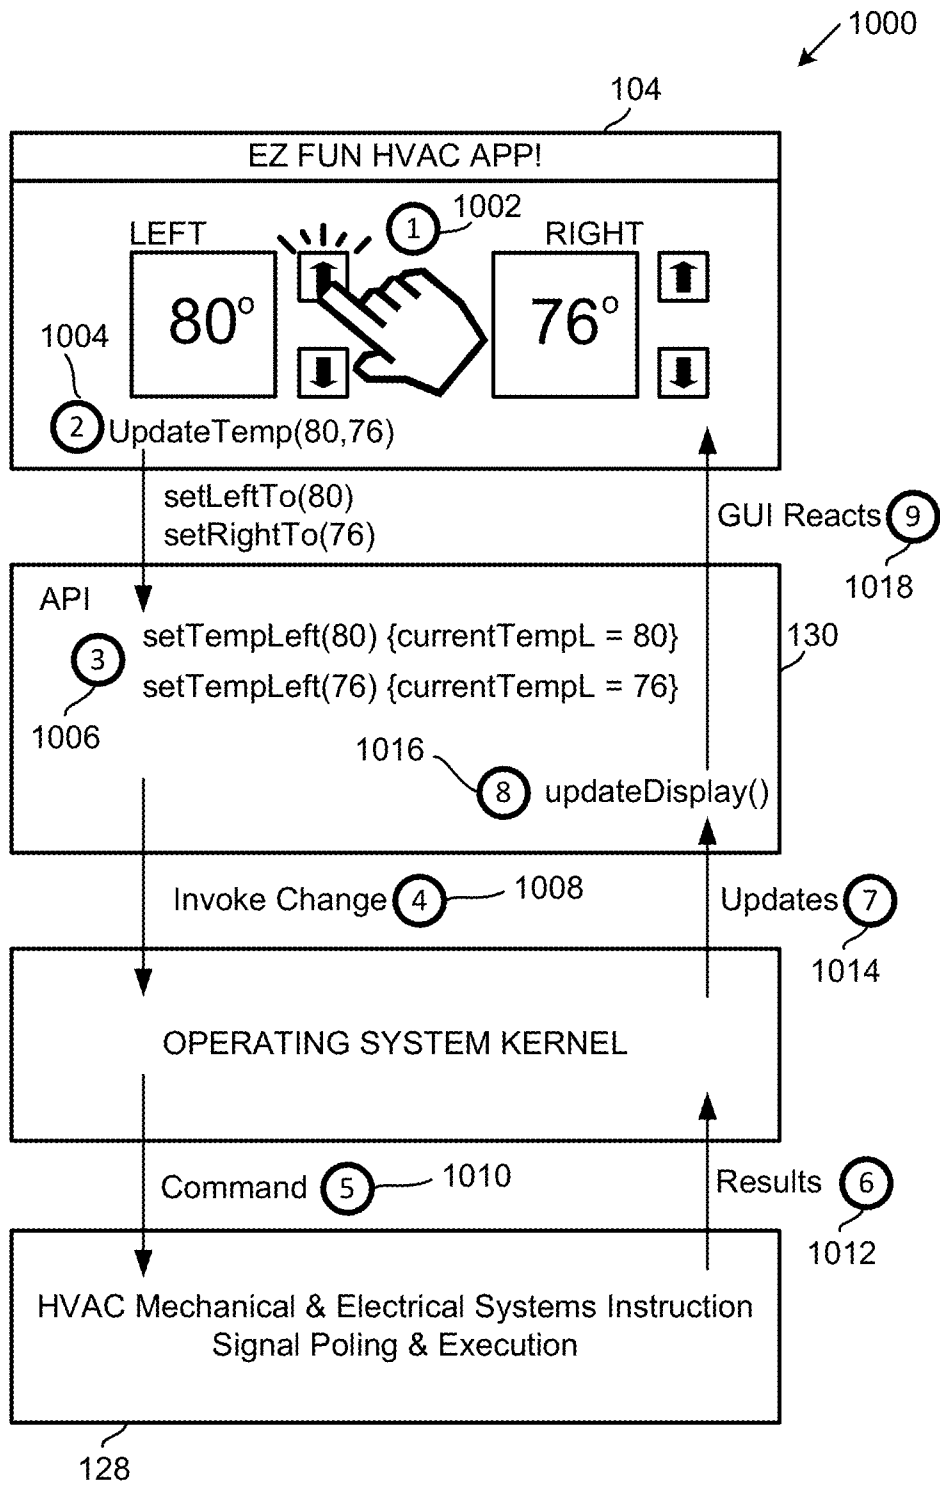 1000
104
EZ FUN HVAC APP!
1 1002
LEFT
RIGHT
80°
76°
1004
2 UpdateTemp(80,76)
setLeftTo(80)
setRightTo(76)
GUI Reacts 9
1018
API
3
setTempLeft(80) {currentTempL = 80}
setTempLeft(76) {currentTempL = 76}
130
1006
1016
8 updateDisplay()
Invoke Change 4 1008
Updates 7
1014
OPERATING SYSTEM KERNEL
Command 5 1010
Results 6
1012
HVAC Mechanical & Electrical Systems Instruction
Signal Poling & Execution
128